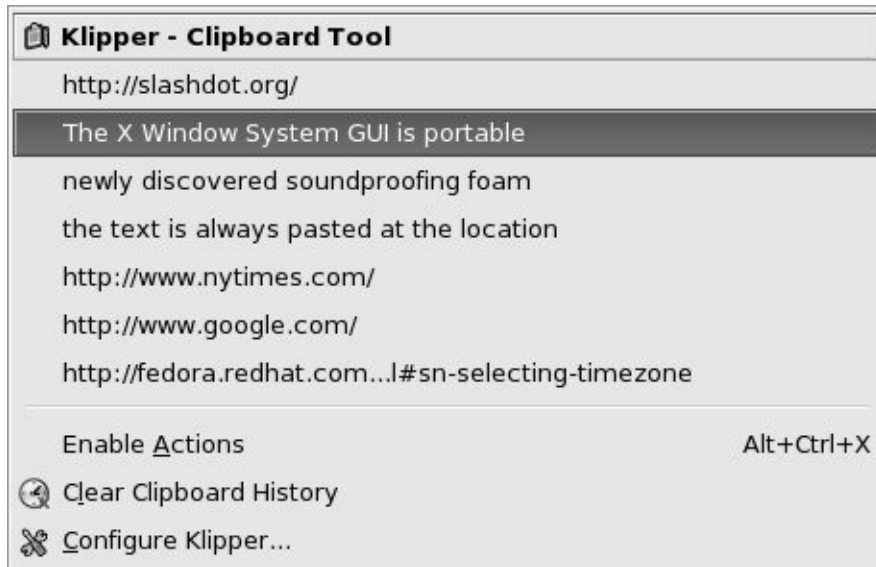 Klipper - Clipboard Tool
http://slashdot.org/
The X Window System GUI is portable
newly discovered soundproofing foam
the text is always pasted at the location
http://www.nytimes.com/
http://www.google.com/
http://fedora.redhat.com...l#sn-selecting-timezone
Enable Actions Alt+Ctrl+X
Clear Clipboard History
Configure Klipper...